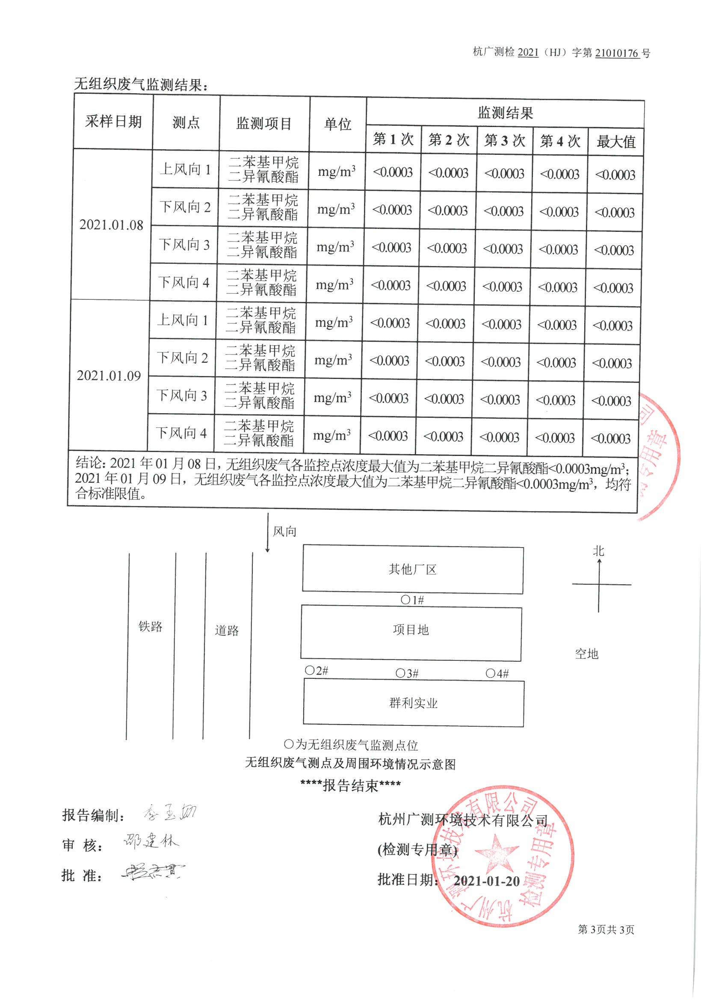 杭广测检 2021（HJ）字第 21010176 号
无组织废气监测结果：
采样日期 测点 监测项目 单位 监测结果
第 1 次 第 2 次 第 3 次 第 4 次 最大值
2021.01.08
上风向 1 二苯基甲烷二异氰酸酯 mg/m³ <0.0003 <0.0003 <0.0003 <0.0003 <0.0003
下风向 2 二苯基甲烷二异氰酸酯 mg/m³ <0.0003 <0.0003 <0.0003 <0.0003 <0.0003
下风向 3 二苯基甲烷二异氰酸酯 mg/m³ <0.0003 <0.0003 <0.0003 <0.0003 <0.0003
下风向 4 二苯基甲烷二异氰酸酯 mg/m³ <0.0003 <0.0003 <0.0003 <0.0003 <0.0003
2021.01.09
上风向 1 二苯基甲烷二异氰酸酯 mg/m³ <0.0003 <0.0003 <0.0003 <0.0003 <0.0003
下风向 2 二苯基甲烷二异氰酸酯 mg/m³ <0.0003 <0.0003 <0.0003 <0.0003 <0.0003
下风向 3 二苯基甲烷二异氰酸酯 mg/m³ <0.0003 <0.0003 <0.0003 <0.0003 <0.0003
下风向 4 二苯基甲烷二异氰酸酯 mg/m³ <0.0003 <0.0003 <0.0003 <0.0003 <0.0003
结论：2021 年 01 月 08 日，无组织废气各监控点浓度最大值为二苯基甲烷二异氰酸酯<0.0003mg/m³；
2021 年 01 月 09 日，无组织废气各监控点浓度最大值为二苯基甲烷二异氰酸酯<0.0003mg/m³，均符
合标准限值。
司
专用章
风向
北
其他厂区
○1#
铁路
道路
项目地
空地
○2# ○3# ○4#
群利实业
○为无组织废气监测点位
无组织废气测点及周围环境情况示意图
****报告结束****
报告编制：
杭州广测环境技术有限公司
审 核： 邵建林
(检测专用章)
批 准：
批准日期： 2021-01-20
杭州广测环境技术有限公司
检测专用章
第 3页共 3页